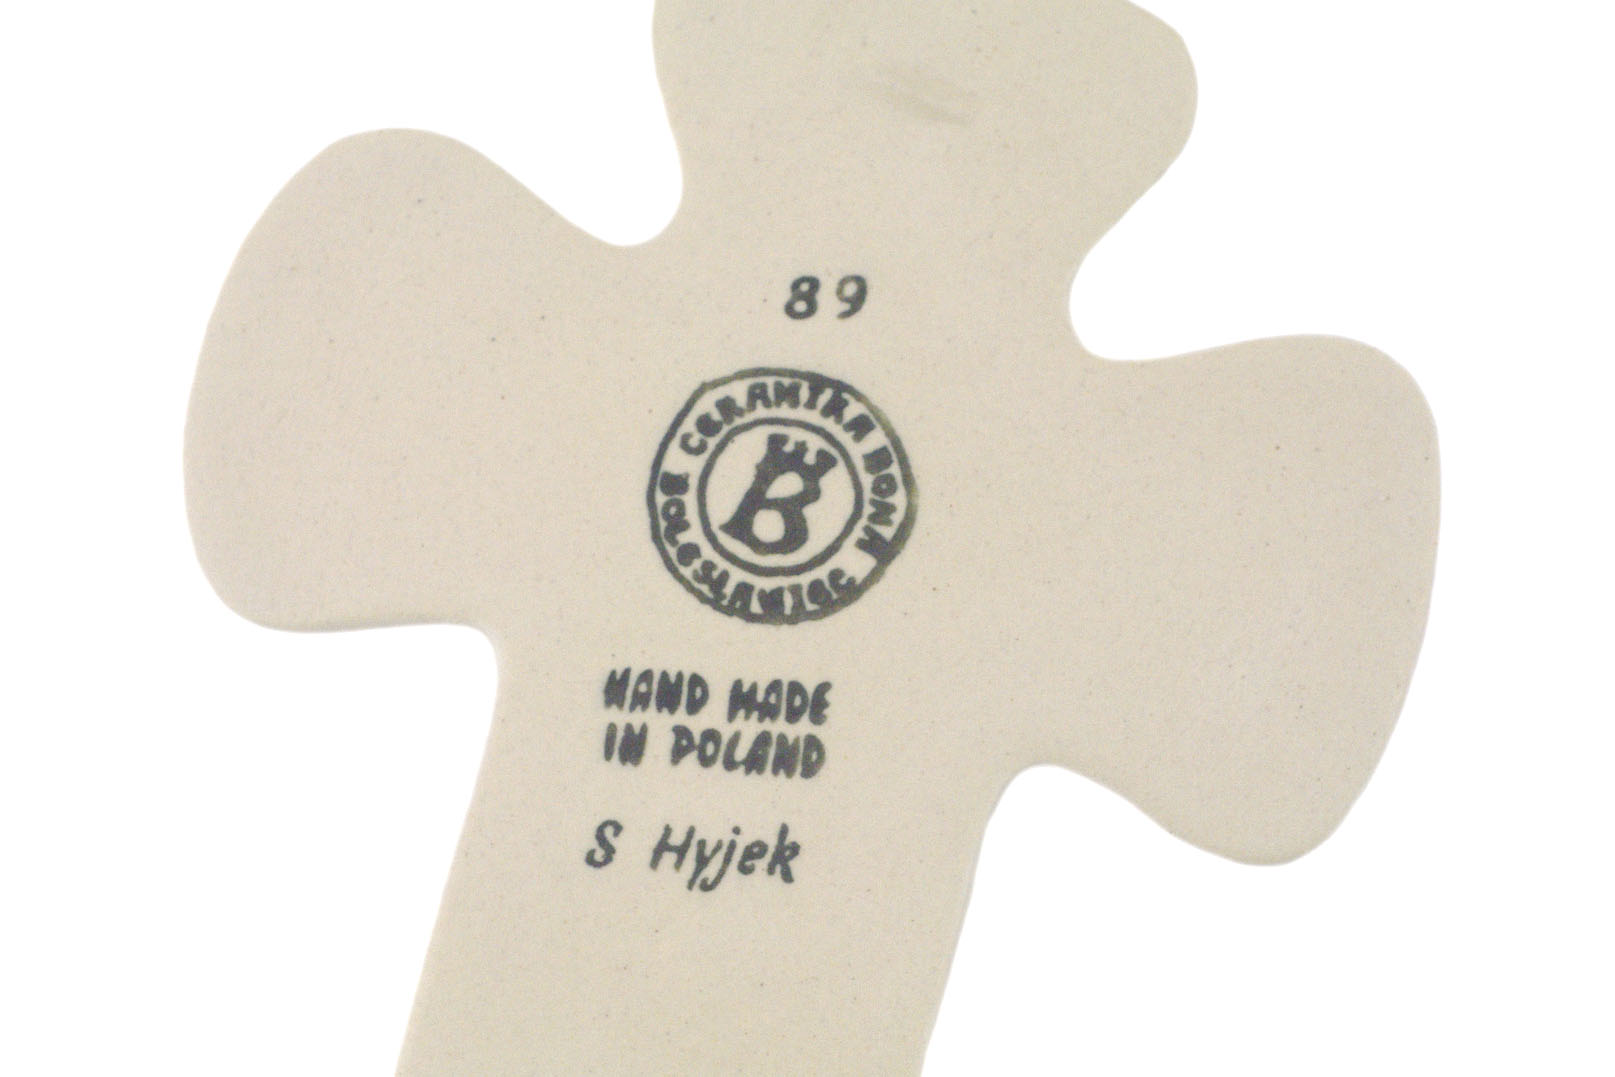 89
CERAMIKA BONA
BOLESŁAWIEC
B
HAND MADE
IN POLAND
S Hyjek